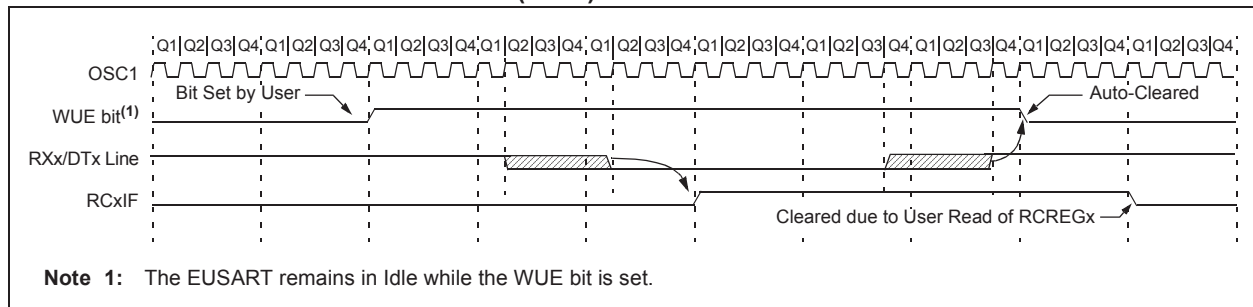 Q1 Q2 Q3 Q4 Q1 Q2 Q3 Q4 Q1 Q2 Q3 Q4 Q1 Q2 Q3 Q4 Q1 Q2 Q3 Q4 Q1 Q2 Q3 Q4 Q1 Q2 Q3 Q4 Q1 Q2 Q3 Q4 Q1 Q2 Q3 Q4 Q1 Q2 Q3 Q4
OSC1
Bit Set by User
Auto-Cleared
WUE bit(1)
RXx/DTx Line
RCxIF
Cleared due to User Read of RCREGx
Note 1: The EUSART remains in Idle while the WUE bit is set.